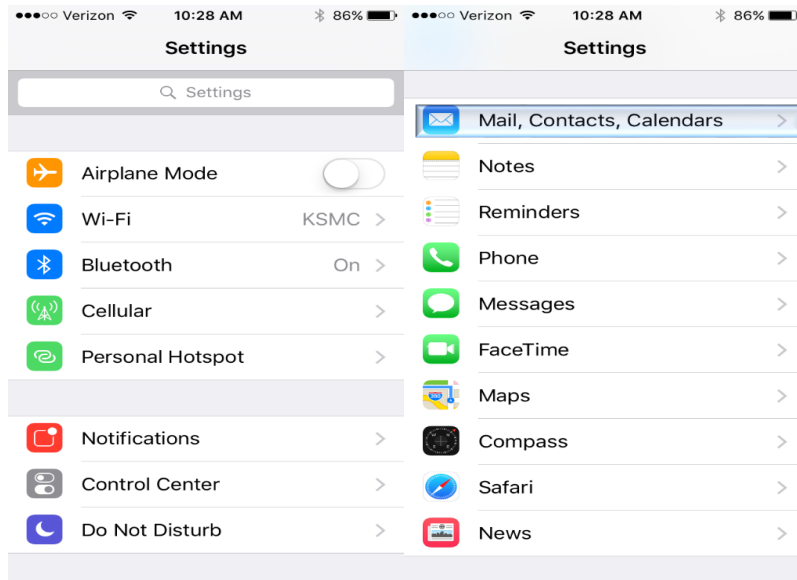 Verizon 10:28 AM 86%
Settings
Settings
Airplane Mode
Wi-Fi KSMC
Bluetooth On
Cellular
Personal Hotspot
Notifications
Control Center
Do Not Disturb
Verizon 10:28 AM 86%
Settings
Mail, Contacts, Calendars
Notes
Reminders
Phone
Messages
FaceTime
Maps
Compass
Safari
News